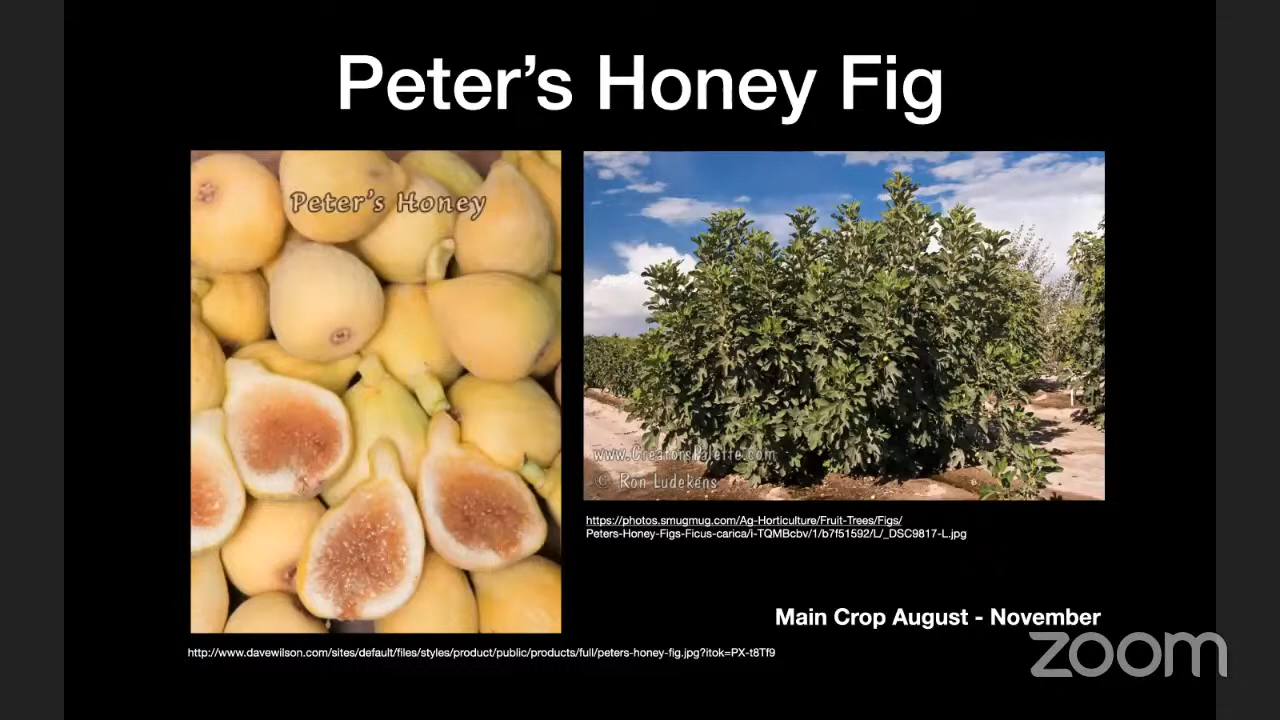 Peter's Honey Fig
Peter's Honey
www.CreatorsPalette.com
© Ron Ludekens
https://photos.smugmug.com/Ag-Horticulture/Fruit-Trees/Figs/
Peters-Honey-Figs-Ficus-carica/i-TQMBcbv/1/b7f51592/L/_DSC9817-L.jpg
Main Crop August - November
zoom
http://www.davewilson.com/sites/default/files/styles/product/public/products/full/peters-honey-fig.jpg?itok=PX-t8Tf9